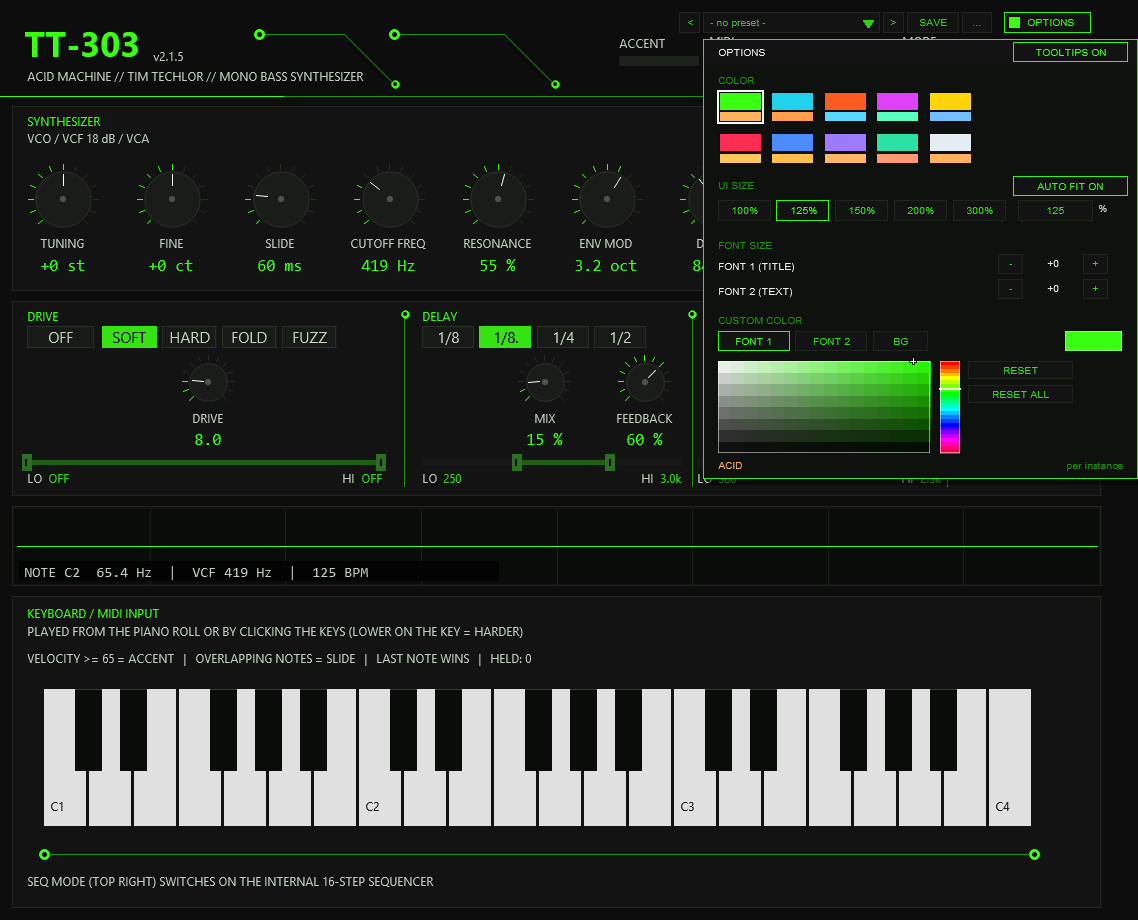 < - no preset - > SAVE ... OPTIONS
TT-303 v2.1.5
ACID MACHINE // TIM TECHLOR // MONO BASS SYNTHESIZER
ACCENT
OPTIONS TOOLTIPS ON
COLOR
UI SIZE AUTO FIT ON
100% 125% 150% 200% 300% 125 %
FONT SIZE
FONT 1 (TITLE) - +0 +
FONT 2 (TEXT) - +0 +
CUSTOM COLOR
FONT 1 FONT 2 BG
RESET
RESET ALL
ACID per instance
SYNTHESIZER
VCO / VCF 18 dB / VCA
TUNING FINE SLIDE CUTOFF FREQ RESONANCE ENV MOD
+0 st +0 ct 60 ms 419 Hz 55 % 3.2 oct
DRIVE
OFF SOFT HARD FOLD FUZZ
DRIVE
8.0
LO OFF HI OFF
DELAY
1/8 1/8. 1/4 1/2
MIX FEEDBACK
15 % 60 %
LO 250 HI 3.0k
NOTE C2 65.4 Hz | VCF 419 Hz | 125 BPM
KEYBOARD / MIDI INPUT
PLAYED FROM THE PIANO ROLL OR BY CLICKING THE KEYS (LOWER ON THE KEY = HARDER)
VELOCITY >= 65 = ACCENT | OVERLAPPING NOTES = SLIDE | LAST NOTE WINS | HELD: 0
C1 C2 C3 C4
SEQ MODE (TOP RIGHT) SWITCHES ON THE INTERNAL 16-STEP SEQUENCER